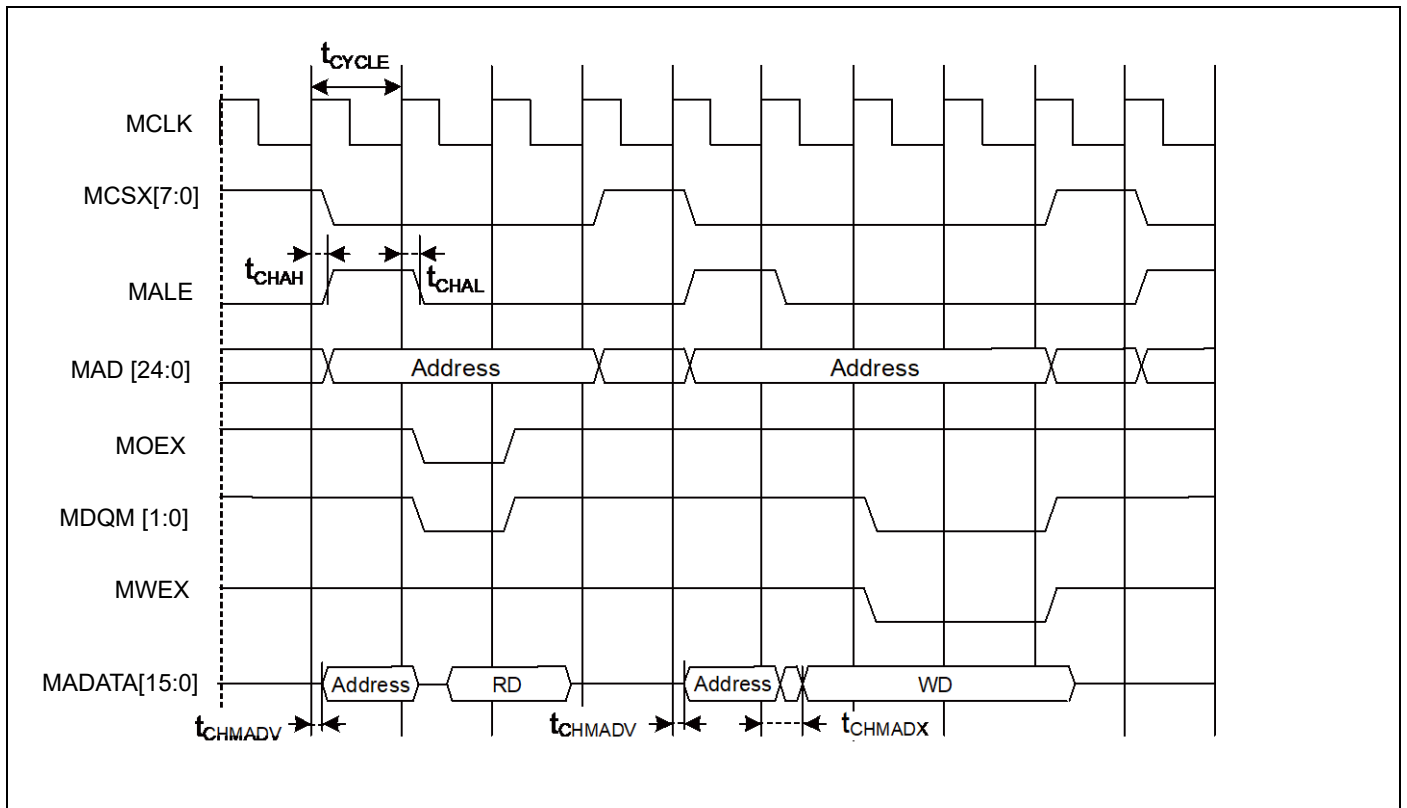 tCYCLE
MCLK
MCSX[7:0]
tCHAH
tCHAL
MALE
MAD [24:0]
Address
Address
MOEX
MDQM [1:0]
MWEX
MADATA[15:0]
Address
RD
Address
WD
tCHMADV
tCHMADV
tCHMADX